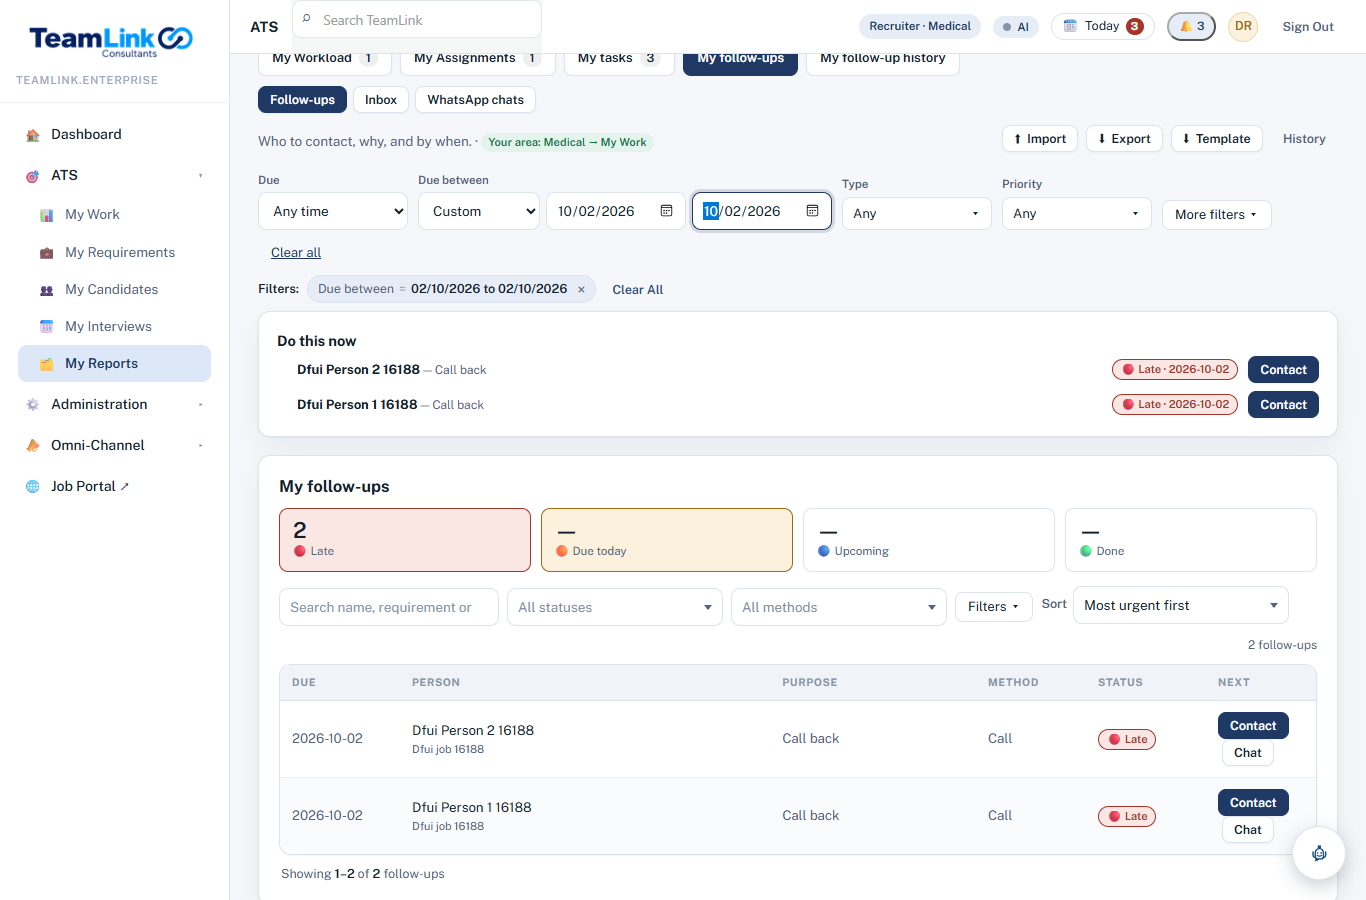 TeamLink
Consultants
TEAMLINK.ENTERPRISE
Dashboard
ATS
My Work
My Requirements
My Candidates
My Interviews
My Reports
Administration
Omni-Channel
Job Portal ↗
ATS
Search TeamLink
Recruiter · Medical
AI
Today 3
3
DR
Sign Out
My Workload 1
My Assignments 1
My tasks 3
My follow-ups
My follow-up history
Follow-ups
Inbox
WhatsApp chats
Who to contact, why, and by when. · Your area: Medical → My Work
⬆ Import
⬇ Export
⬇ Template
History
Due
Due between
Type
Priority
Any time
Custom
10/02/2026
10/02/2026
Any
Any
More filters
Clear all
Filters: Due between = 02/10/2026 to 02/10/2026 × Clear All
Do this now
Dfui Person 2 16188 — Call back Late · 2026-10-02 Contact
Dfui Person 1 16188 — Call back Late · 2026-10-02 Contact
My follow-ups
2
Late
—
Due today
—
Upcoming
—
Done
Search name, requirement or
All statuses
All methods
Filters
Sort
Most urgent first
2 follow-ups
DUE PERSON PURPOSE METHOD STATUS NEXT
2026-10-02 Dfui Person 2 16188 Call back Call Late Contact
Dfui job 16188 Chat
2026-10-02 Dfui Person 1 16188 Call back Call Late Contact
Dfui job 16188 Chat
Showing 1–2 of 2 follow-ups